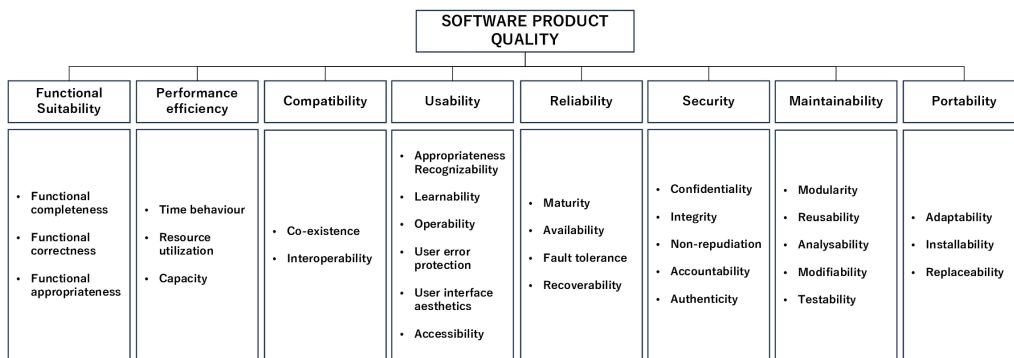 SOFTWARE PRODUCT
QUALITY
Functional
Suitability
Performance
efficiency
Compatibility
Usability
Reliability
Security
Maintainability
Portability
• Functional
completeness
• Functional
correctness
• Functional
appropriateness
• Time behaviour
• Resource
utilization
• Capacity
• Co-existence
• Interoperability
• Appropriateness
Recognizability
• Learnability
• Operability
• User error
protection
• User interface
aesthetics
• Accessibility
• Maturity
• Availability
• Fault tolerance
• Recoverability
• Confidentiality
• Integrity
• Non-repudiation
• Accountability
• Authenticity
• Modularity
• Reusability
• Analysability
• Modifiability
• Testability
• Adaptability
• Installability
• Replaceability